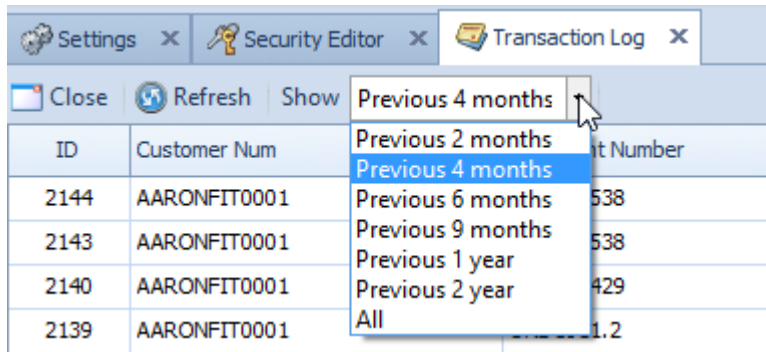 Settings × Security Editor × Transaction Log ×
Close Refresh Show Previous 4 months
ID Customer Num Number
Previous 2 months
Previous 4 months
Previous 6 months
Previous 9 months
Previous 1 year
Previous 2 year
All
2144 AARONFIT0001 538
2143 AARONFIT0001 538
2140 AARONFIT0001 429
2139 AARONFIT0001